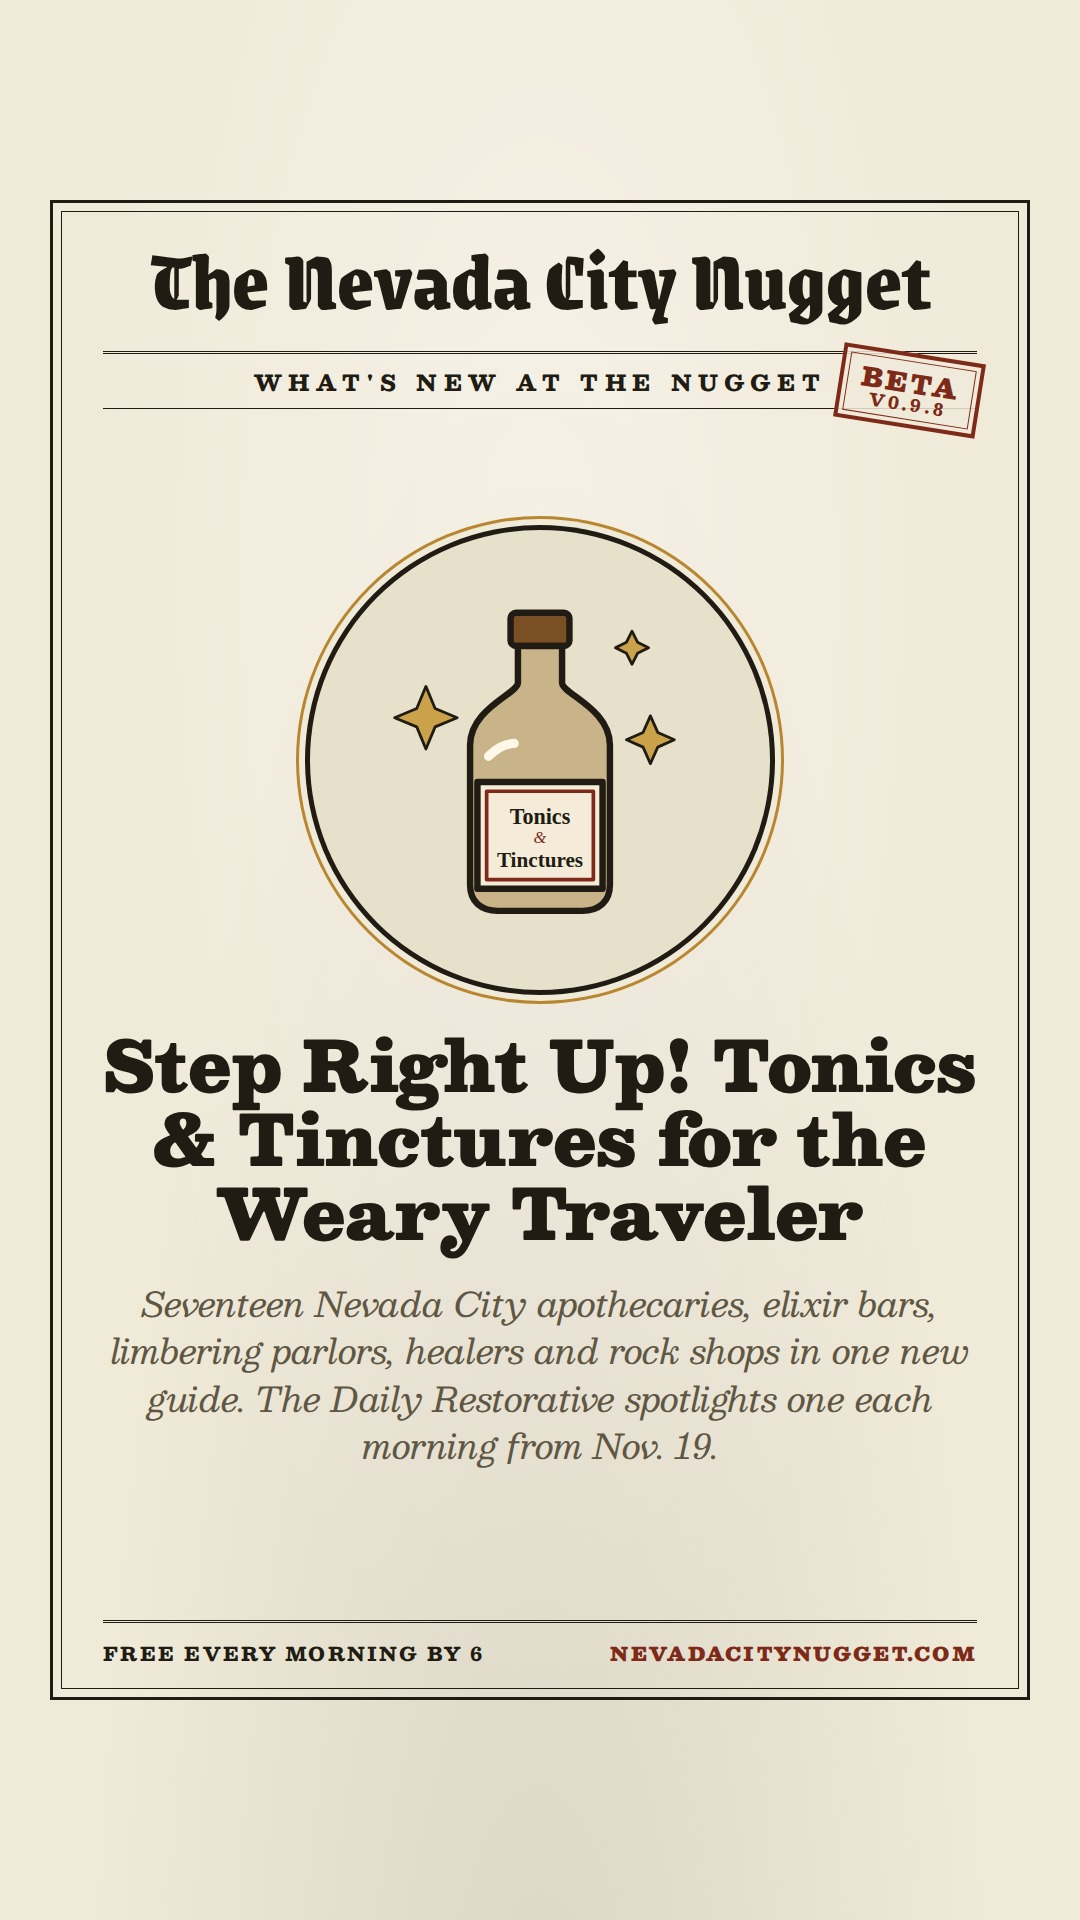 The Nevada City Nugget
WHAT'S NEW AT THE NUGGET
BETA
V0.9.8
Tonics
&
Tinctures
Step Right Up! Tonics
& Tinctures for the
Weary Traveler
Seventeen Nevada City apothecaries, elixir bars,
limbering parlors, healers and rock shops in one new
guide. The Daily Restorative spotlights one each
morning from Nov. 19.
FREE EVERY MORNING BY 6
NEVADACITYNUGGET.COM